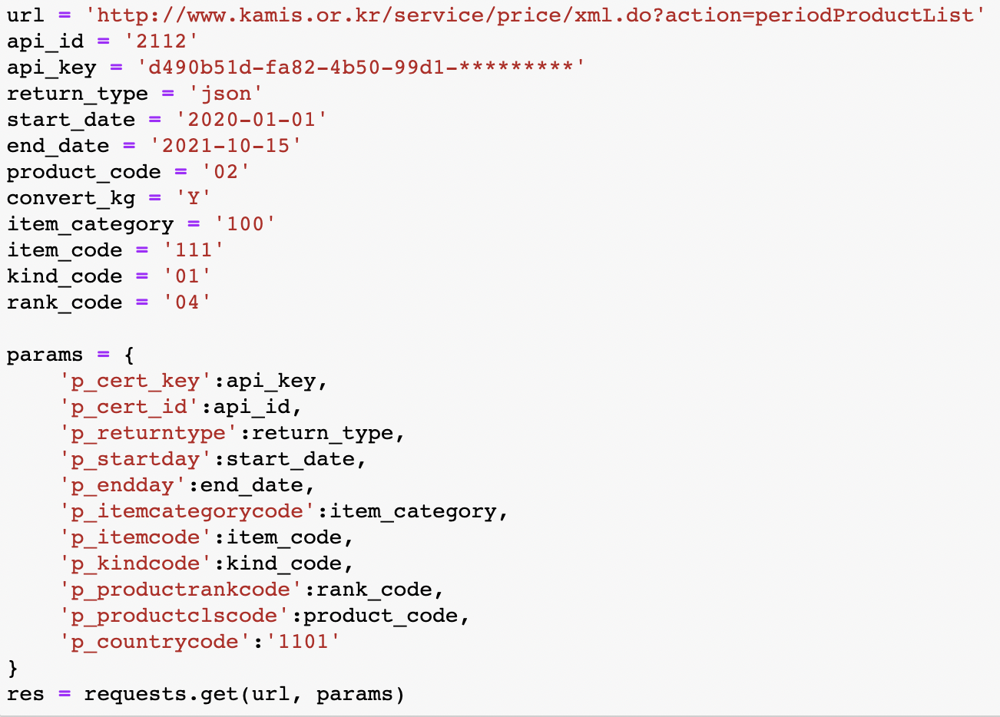 url = 'http://www.kamis.or.kr/service/price/xml.do?action=periodProductList'
api_id = '2112'
api_key = 'd490b51d-fa82-4b50-99d1-*********'
return_type = 'json'
start_date = '2020-01-01'
end_date = '2021-10-15'
product_code = '02'
convert_kg = 'Y'
item_category = '100'
item_code = '111'
kind_code = '01'
rank_code = '04'

params = {
    'p_cert_key':api_key,
    'p_cert_id':api_id,
    'p_returntype':return_type,
    'p_startday':start_date,
    'p_endday':end_date,
    'p_itemcategorycode':item_category,
    'p_itemcode':item_code,
    'p_kindcode':kind_code,
    'p_productrankcode':rank_code,
    'p_productclscode':product_code,
    'p_countrycode':'1101'
}
res = requests.get(url, params)